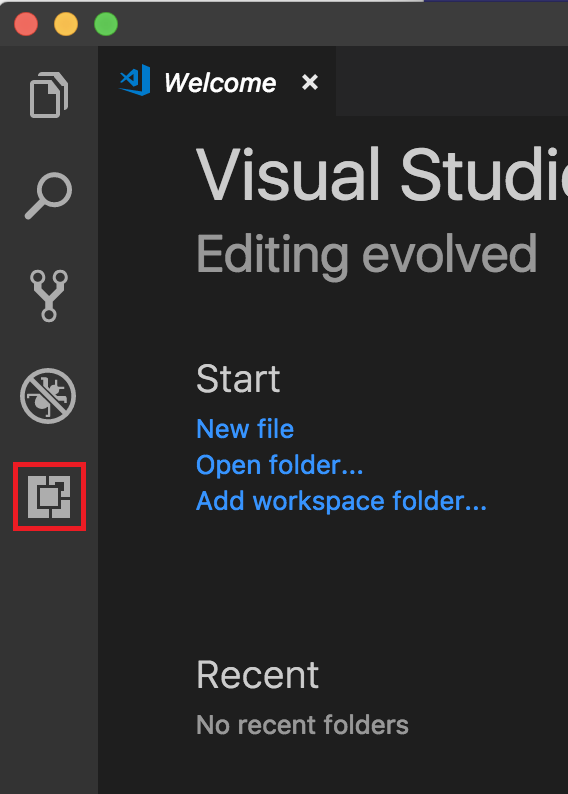 Welcome
Visual Studi
Editing evolved
Start
New file
Open folder...
Add workspace folder...
Recent
No recent folders